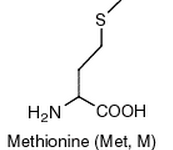 S
H₂N COOH
Methionine (Met, M)